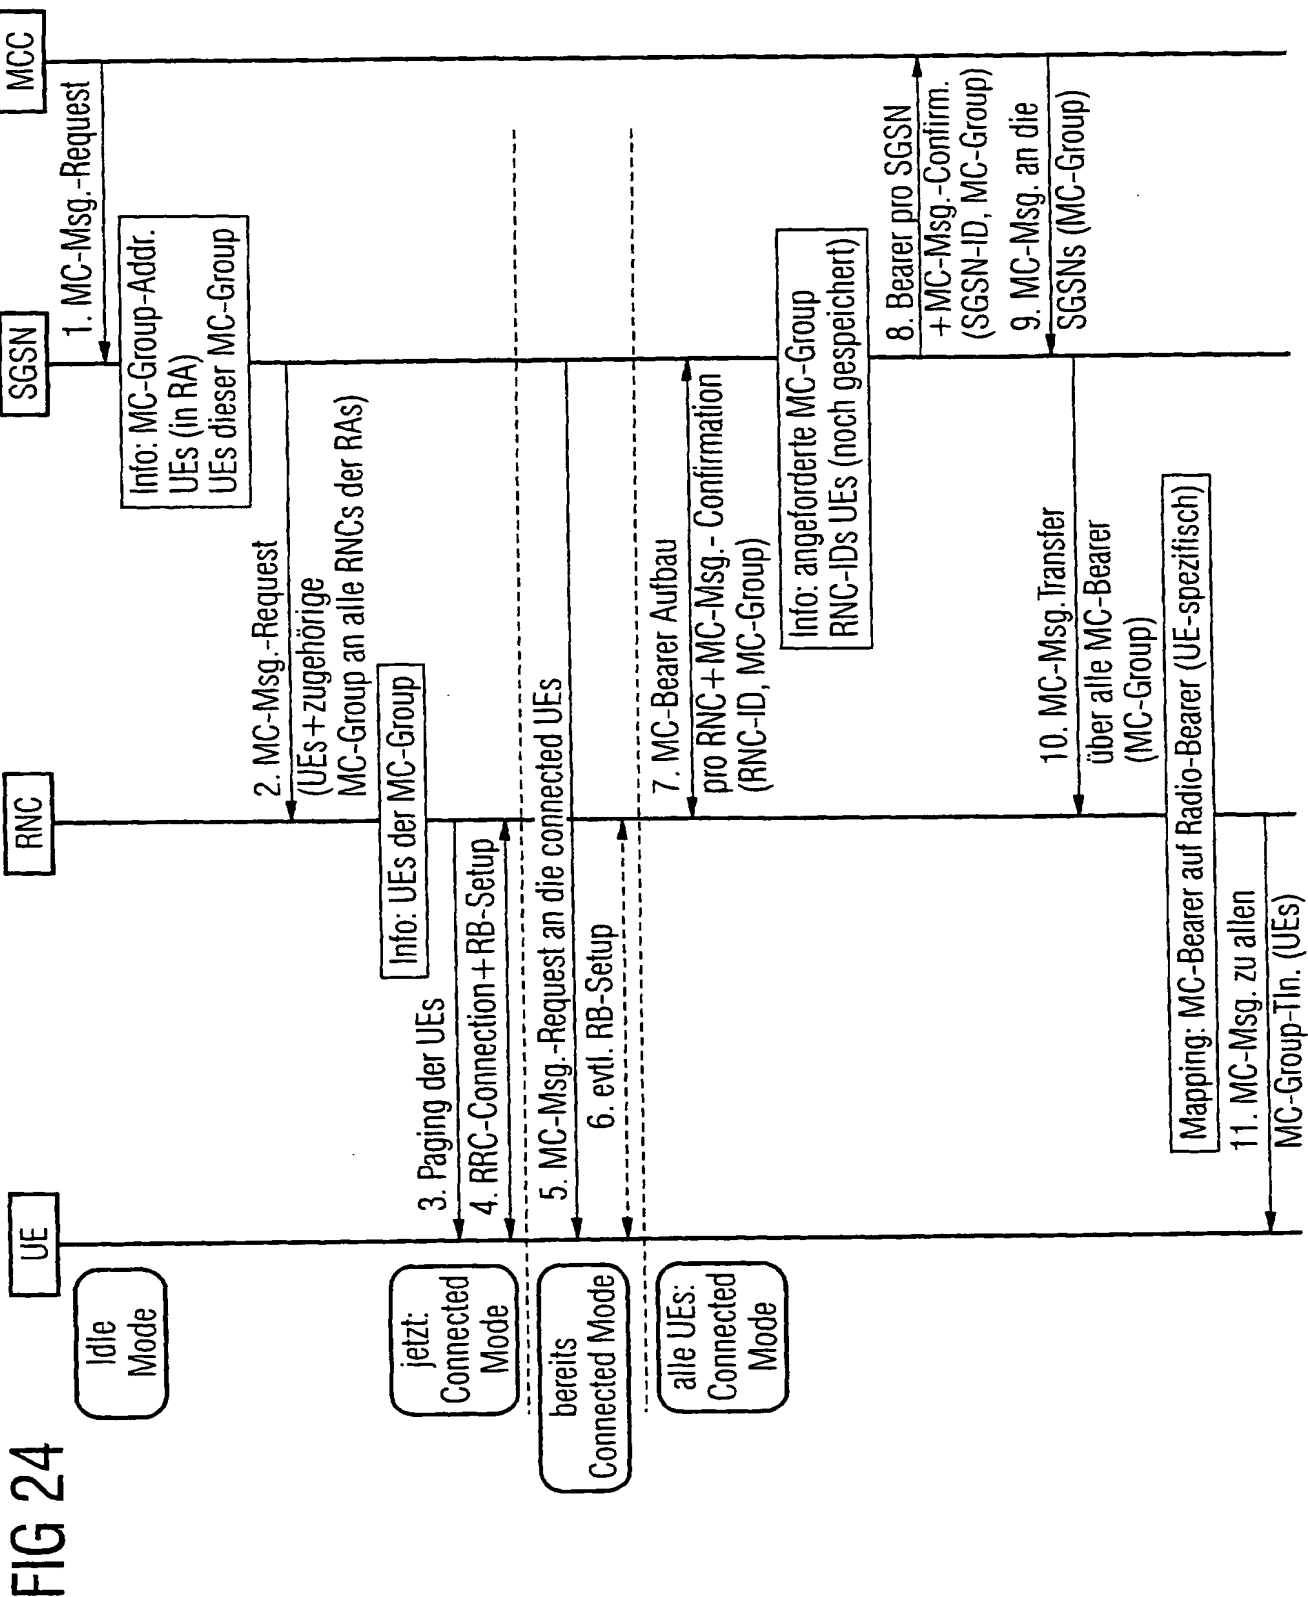 FIG 24
UE
RNC
SGSN
MCC
Idle
Mode
1. MC-Msg.-Request
Info: MC-Group-Addr.
UEs (in RA)
UEs dieser MC-Group
2. MC-Msg.-Request
(UEs+zugehörige
MC-Group an alle RNCs der RAs)
Info: UEs der MC-Group
jetzt:
Connected
Mode
3. Paging der UEs
4. RRC-Connection+RB-Setup
bereits
Connected Mode
5. MC-Msg.-Request an die connected UEs
6. evtl. RB-Setup
alle UEs:
Connected
Mode
7. MC-Bearer Aufbau
pro RNC+MC-Msg.- Confirmation
(RNC-ID, MC-Group)
Info: angeforderte MC-Group
RNC-IDs UEs (noch gespeichert)
8. Bearer pro SGSN
+MC-Msg.-Confirm.
(SGSN-ID, MC-Group)
9. MC-Msg. an die
SGSNs (MC-Group)
10. MC-Msg.Transfer
über alle MC-Bearer
(MC-Group)
Mapping: MC-Bearer auf Radio-Bearer (UE-spezifisch)
11. MC-Msg. zu allen
MC-Group-Tln. (UEs)